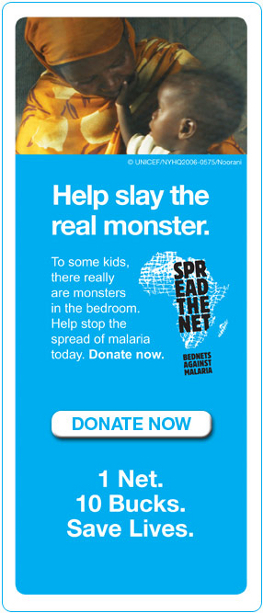 © UNICEF/NYHQ2006-0575/Noorani
Help slay the
real monster.
To some kids,
there really
are monsters
in the bedroom.
Help stop the
spread of malaria
today. Donate now.
SPR
EAD
THE
NET
BEDNETS
AGAINST
MALARIA
DONATE NOW
1 Net.
10 Bucks.
Save Lives.